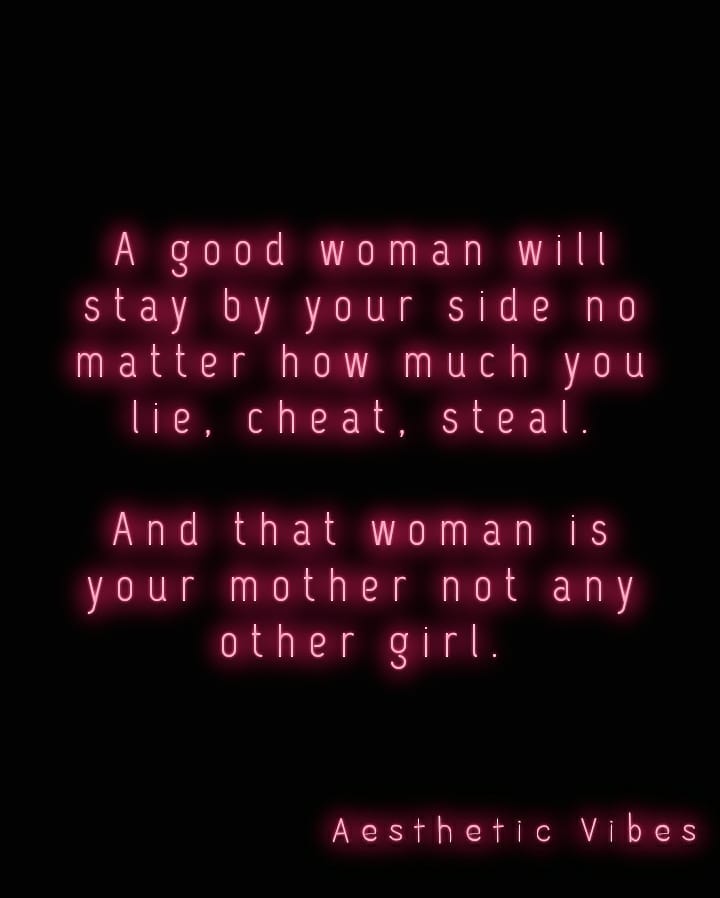 A good woman will
stay by your side no
matter how much you
lie, cheat, steal.
And that woman is
your mother not any
other girl.
Aesthetic Vibes